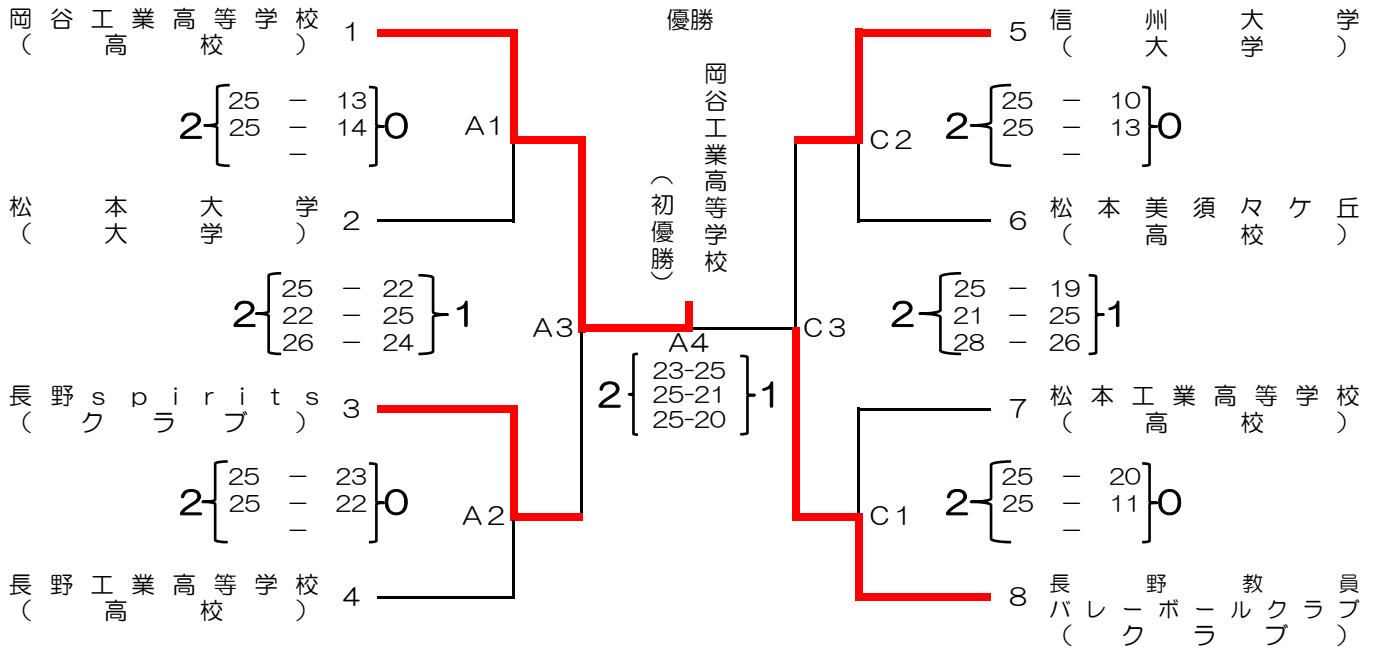 岡谷工業高等学校
（高校）
1
2 25 － 13 0
25 － 14
－
A1
松本大学
（大学）
2
2 25 － 22 1
22 － 25
26 － 24
A3
長野spirits
（クラブ）
3
2 25 － 23 0
25 － 22
－
A2
長野工業高等学校
（高校）
4
優勝
岡谷工業高等学校
（初優勝）
A4
2 23-25 1
25-21
25-20
5
信州大学
（大学）
C2
2 25 － 10 0
25 － 13
－
6
松本美須々ケ丘
（高校）
C3
2 25 － 19 1
21 － 25
28 － 26
7
松本工業高等学校
（高校）
C1
2 25 － 20 0
25 － 11
－
8
長野教員
バレーボールクラブ
（クラブ）